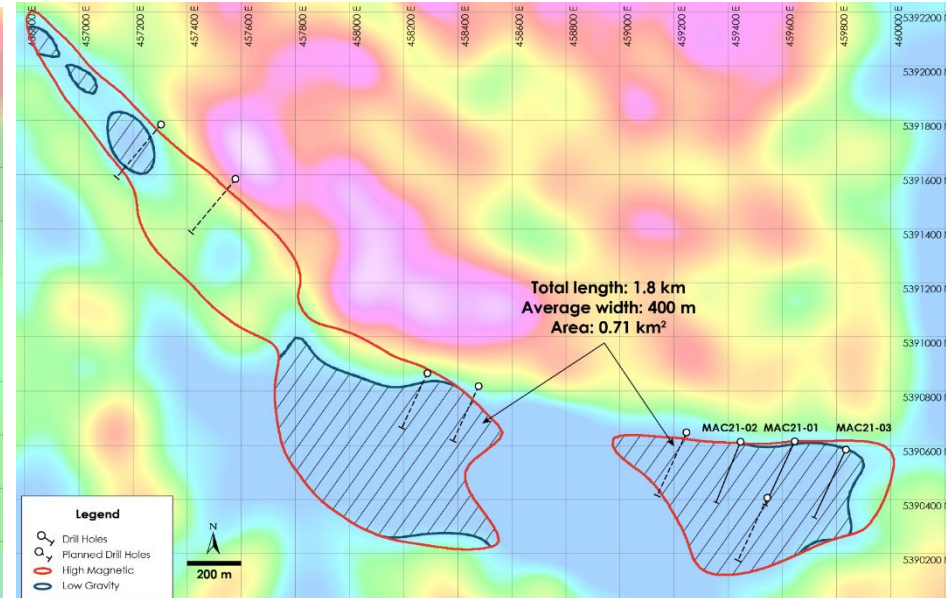 456800 E
457000 E
457200 E
457400 E
457600 E
457800 E
458000 E
458200 E
458400 E
458600 E
458800 E
459000 E
459200 E
459400 E
459600 E
459800 E
460000 E
5392200 N
5392000 N
5391800 N
5391600 N
5391400 N
5391200 N
5391000 N
5390800 N
5390600 N
5390400 N
5390200 N
Total length: 1.8 km
Average width: 400 m
Area: 0.71 km²
MAC21-02
MAC21-01
MAC21-03
Legend
Drill Holes
Planned Drill Holes
High Magnetic
Low Gravity
N
200 m